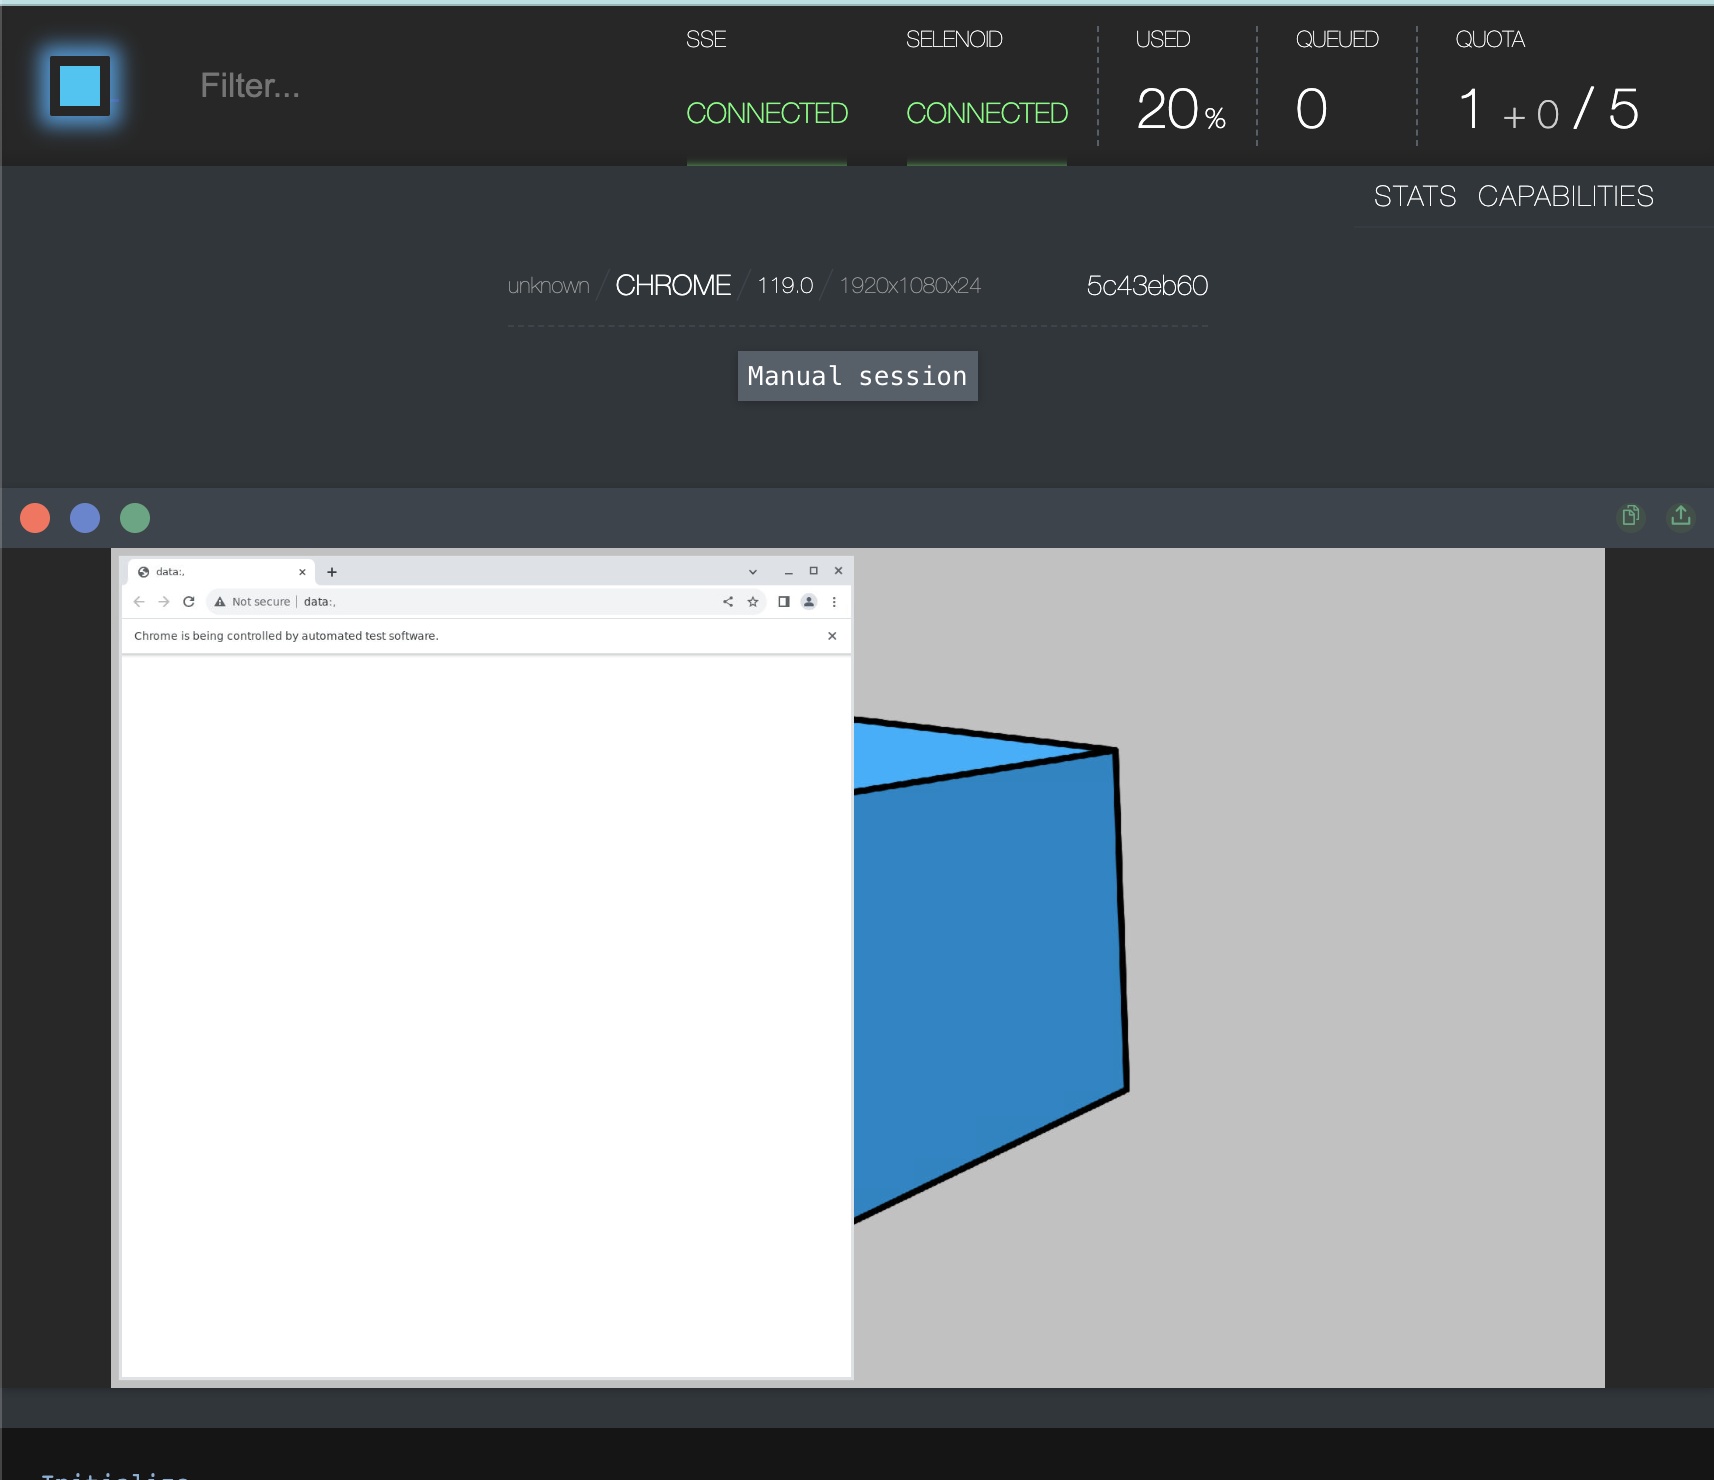 Filter...
SSE
CONNECTED
SELENOID
CONNECTED
USED
20 %
QUEUED
0
QUOTA
1 + 0 / 5
STATS CAPABILITIES
unknown / CHROME / 119.0 / 1920x1080x24 5c43eb60
Manual session
data:,
Not secure | data:,
Chrome is being controlled by automated test software.
Initialize